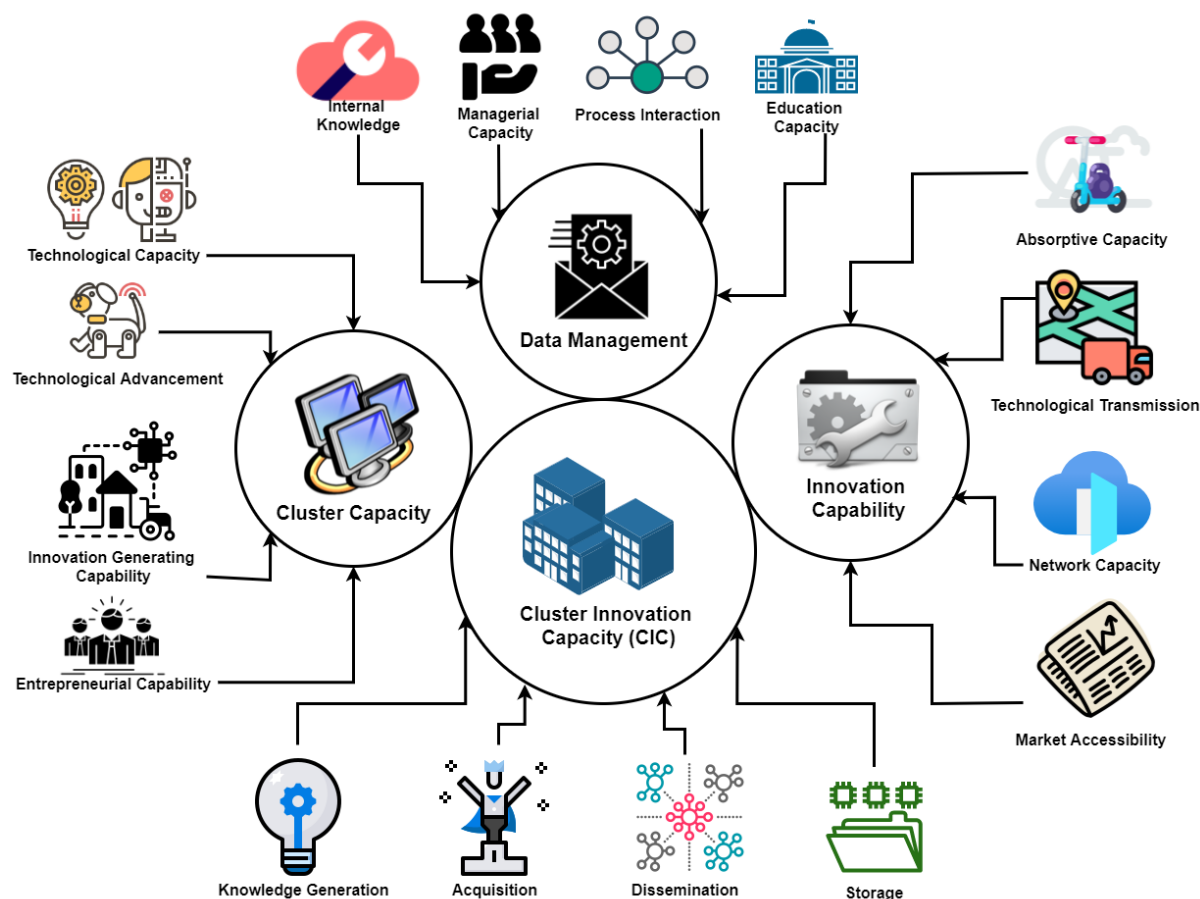 Internal
Knowledge
Managerial
Capacity
Process Interaction
Education
Capacity
Technological Capacity
Absorptive Capacity
Data Management
Technological Advancement
Technological Transmission
Cluster Capacity
Innovation
Capability
Innovation Generating
Capability
Network Capacity
Cluster Innovation
Capacity (CIC)
Entrepreneurial Capability
Market Accessibility
Knowledge Generation
Acquisition
Dissemination
Storage